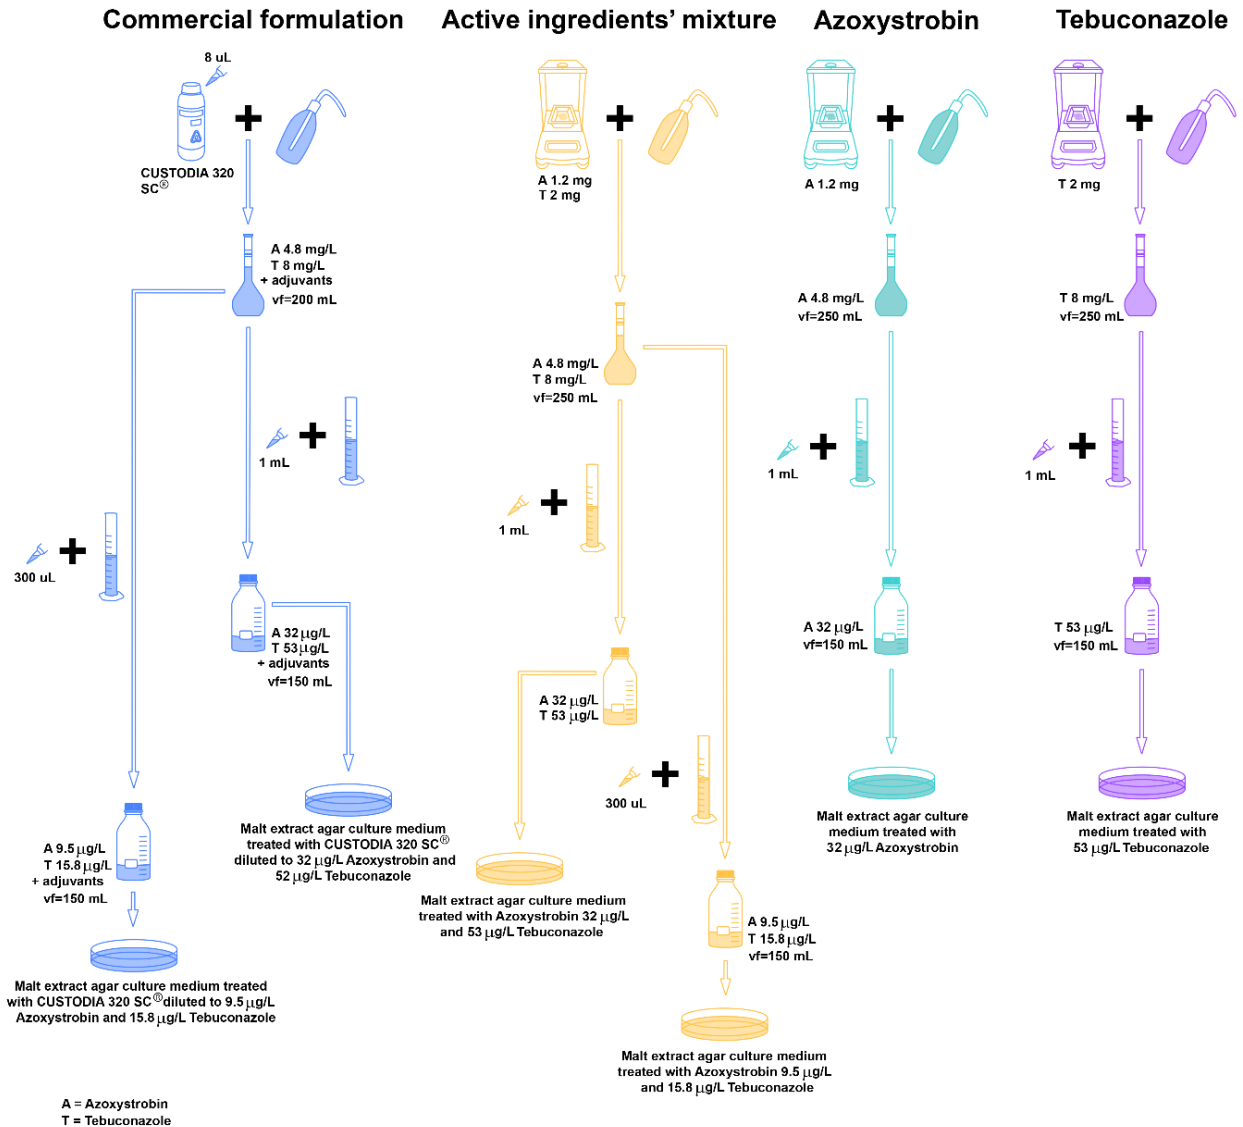 Commercial formulation
8 uL
CUSTODIA 320
SC®
A 4.8 mg/L
T 8 mg/L
+ adjuvants
vf=200 mL
1 mL
300 uL
A 32 µg/L
T 53µg/L
+ adjuvants
vf=150 mL
Malt extract agar culture medium
treated with CUSTODIA 320 SC®
diluted to 32 µg/L Azoxystrobin and
52 µg/L Tebuconazole
A 9.5 µg/L
T 15.8 µg/L
+ adjuvants
vf=150 mL
Malt extract agar culture medium treated
with CUSTODIA 320 SC® diluted to 9.5 µg/L
Azoxystrobin and 15.8 µg/L Tebuconazole
Active ingredients’ mixture
A 1.2 mg
T 2 mg
A 4.8 mg/L
T 8 mg/L
vf=250 mL
1 mL
A 32 µg/L
T 53 µg/L
Malt extract agar culture medium
treated with Azoxystrobin 32 µg/L
and 53 µg/L Tebuconazole
300 uL
A 9.5 µg/L
T 15.8 µg/L
vf=150 mL
Malt extract agar culture medium
treated with Azoxystrobin 9.5 µg/L
and 15.8 µg/L Tebuconazole
Azoxystrobin
A 1.2 mg
A 4.8 mg/L
vf=250 mL
1 mL
A 32 µg/L
vf=150 mL
Malt extract agar culture
medium treated with
32 µg/L Azoxystrobin
Tebuconazole
T 2 mg
T 8 mg/L
vf=250 mL
1 mL
T 53 µg/L
vf=150 mL
Malt extract agar culture
medium treated with
53 µg/L Tebuconazole
A = Azoxystrobin
T = Tebuconazole